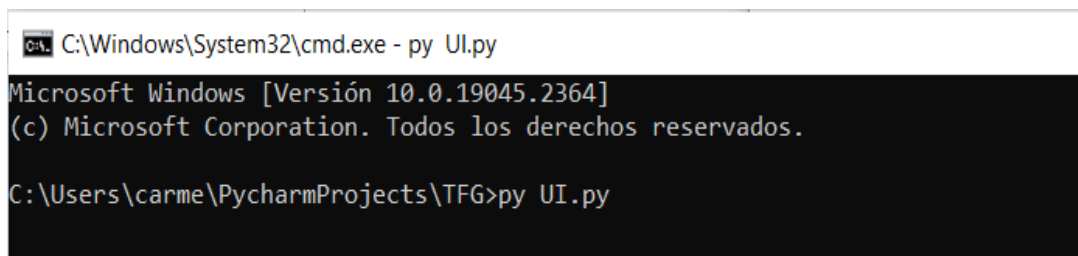 C:\Windows\System32\cmd.exe - py  UI.py
Microsoft Windows [Versión 10.0.19045.2364]
(c) Microsoft Corporation. Todos los derechos reservados.
C:\Users\carme\PycharmProjects\TFG>py UI.py